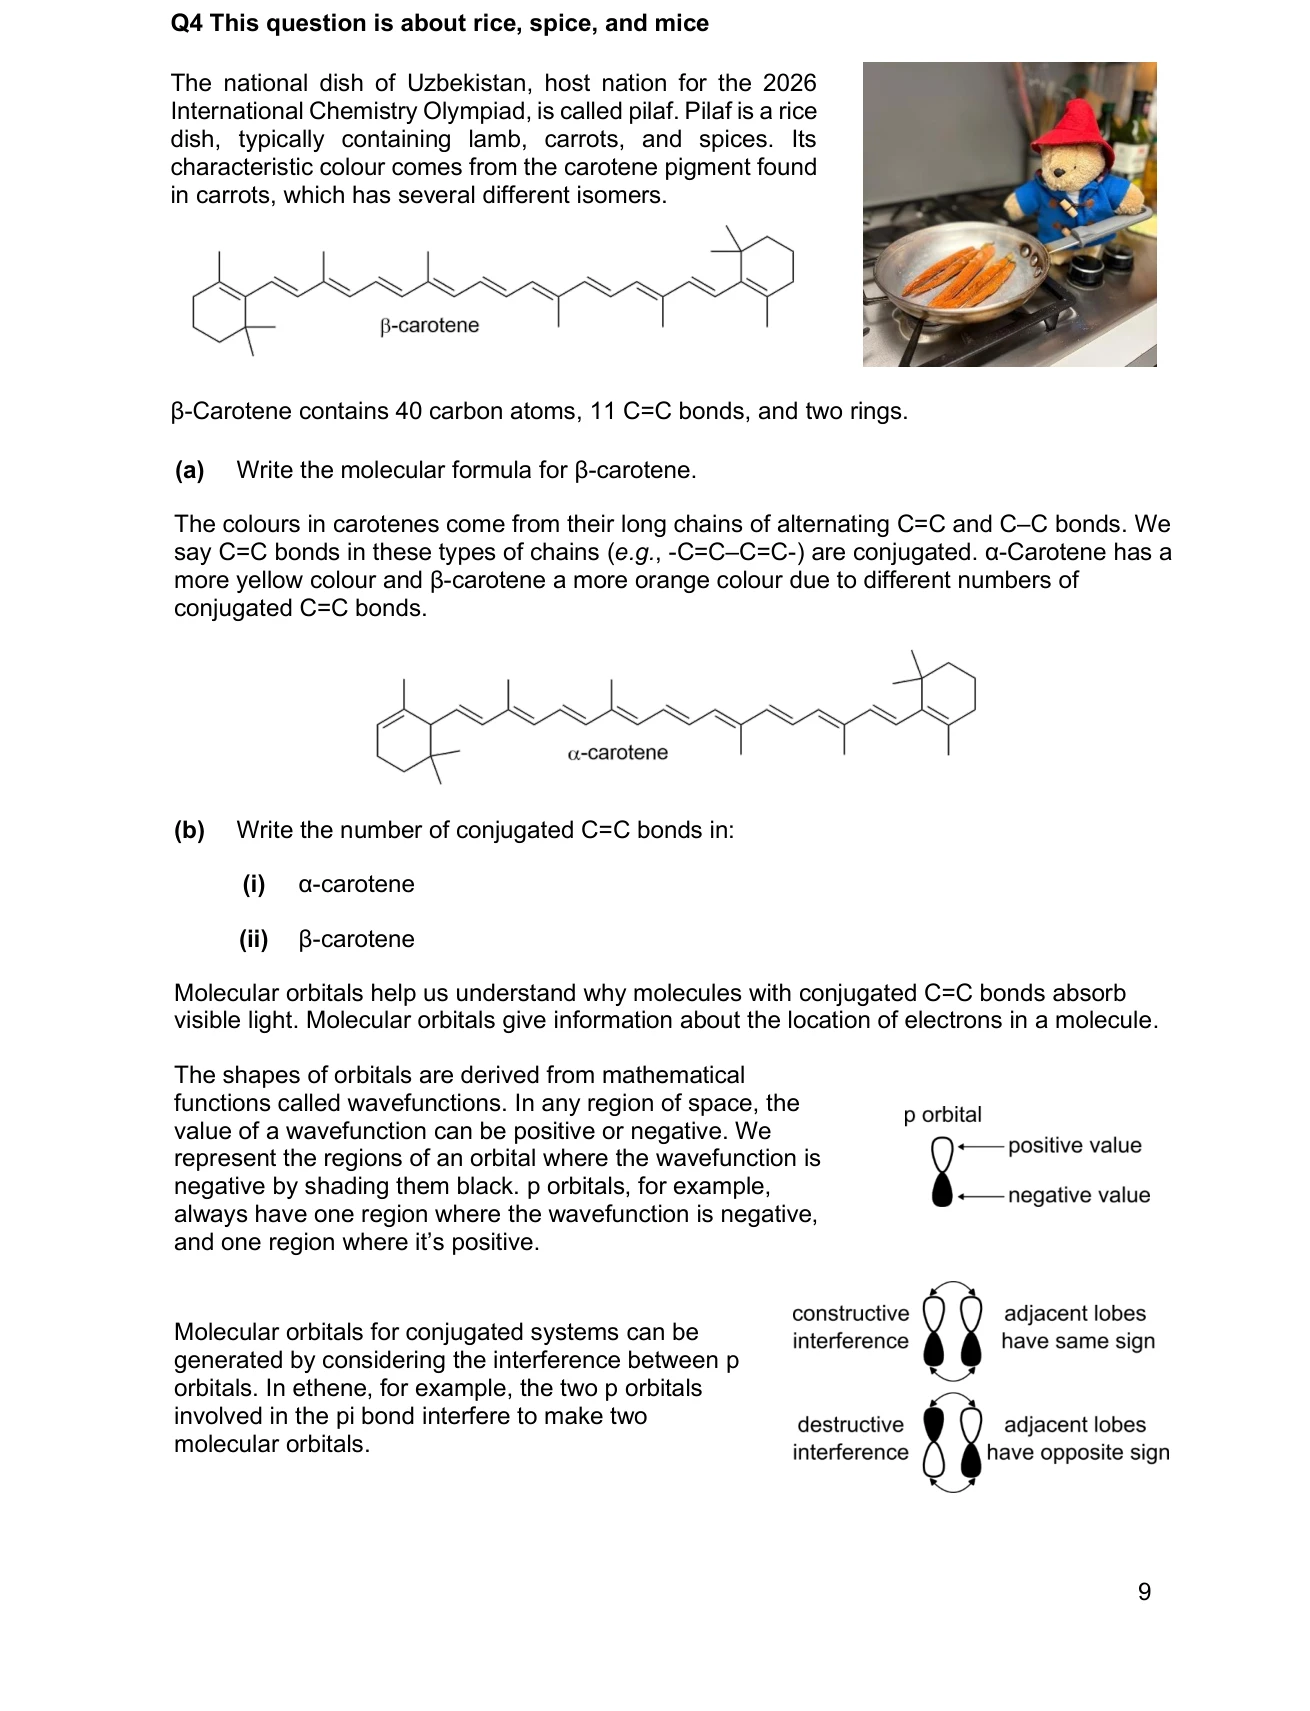 Q4 This question is about rice, spice, and mice
The national dish of Uzbekistan, host nation for the 2026
International Chemistry Olympiad, is called pilaf. Pilaf is a rice
dish, typically containing lamb, carrots, and spices. Its
characteristic colour comes from the carotene pigment found
in carrots, which has several different isomers.
β-carotene
β-Carotene contains 40 carbon atoms, 11 C=C bonds, and two rings.
(a) Write the molecular formula for β-carotene.
The colours in carotenes come from their long chains of alternating C=C and C–C bonds. We
say C=C bonds in these types of chains (e.g., -C=C–C=C-) are conjugated. α-Carotene has a
more yellow colour and β-carotene a more orange colour due to different numbers of
conjugated C=C bonds.
α-carotene
(b) Write the number of conjugated C=C bonds in:
(i) α-carotene
(ii) β-carotene
Molecular orbitals help us understand why molecules with conjugated C=C bonds absorb
visible light. Molecular orbitals give information about the location of electrons in a molecule.
The shapes of orbitals are derived from mathematical
functions called wavefunctions. In any region of space, the
value of a wavefunction can be positive or negative. We
represent the regions of an orbital where the wavefunction is
negative by shading them black. p orbitals, for example,
always have one region where the wavefunction is negative,
and one region where it’s positive.
p orbital
positive value
negative value
Molecular orbitals for conjugated systems can be
generated by considering the interference between p
orbitals. In ethene, for example, the two p orbitals
involved in the pi bond interfere to make two
molecular orbitals.
constructive
interference
adjacent lobes
have same sign
destructive
interference
adjacent lobes
have opposite sign
9